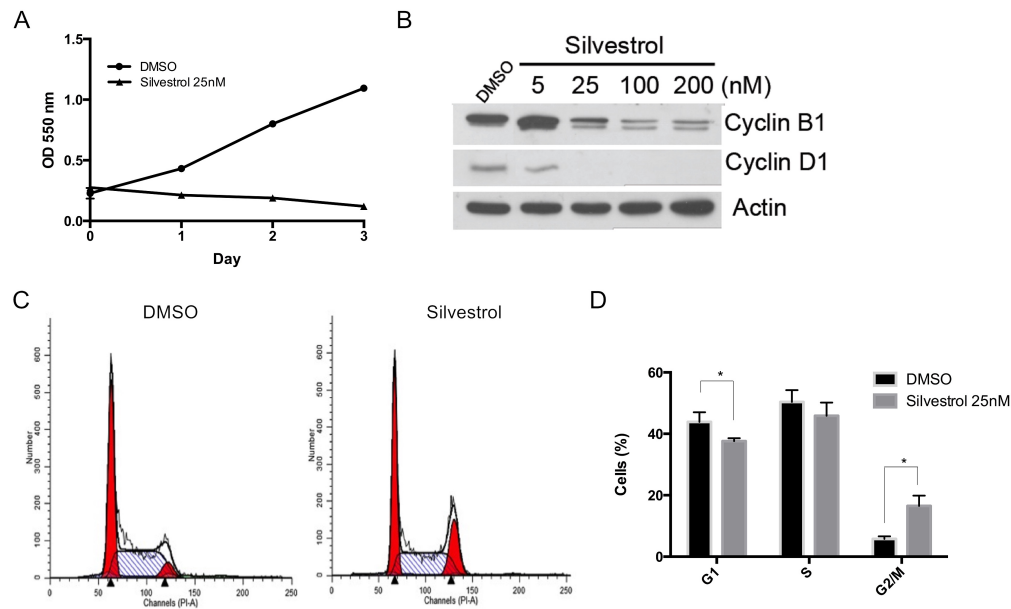 A
1.5
1.0
0.5
0.0
OD 550 nm
DMSO
Silvestrol 25nM
0 1 2 3
Day
B
Silvestrol
DMSO 5 25 100 200 (nM)
Cyclin B1
Cyclin D1
Actin
C
DMSO
Number
0 100 200 300 400 500 600
0 50 100 150 200 250
Channels (PI-A)
Silvestrol
Number
0 100 200 300 400 500 600
0 50 100 150 200 250
Channels (PI-A)
D
60
40
20
0
Cells (%)
* *
DMSO
Silvestrol 25nM
G1 S G2/M